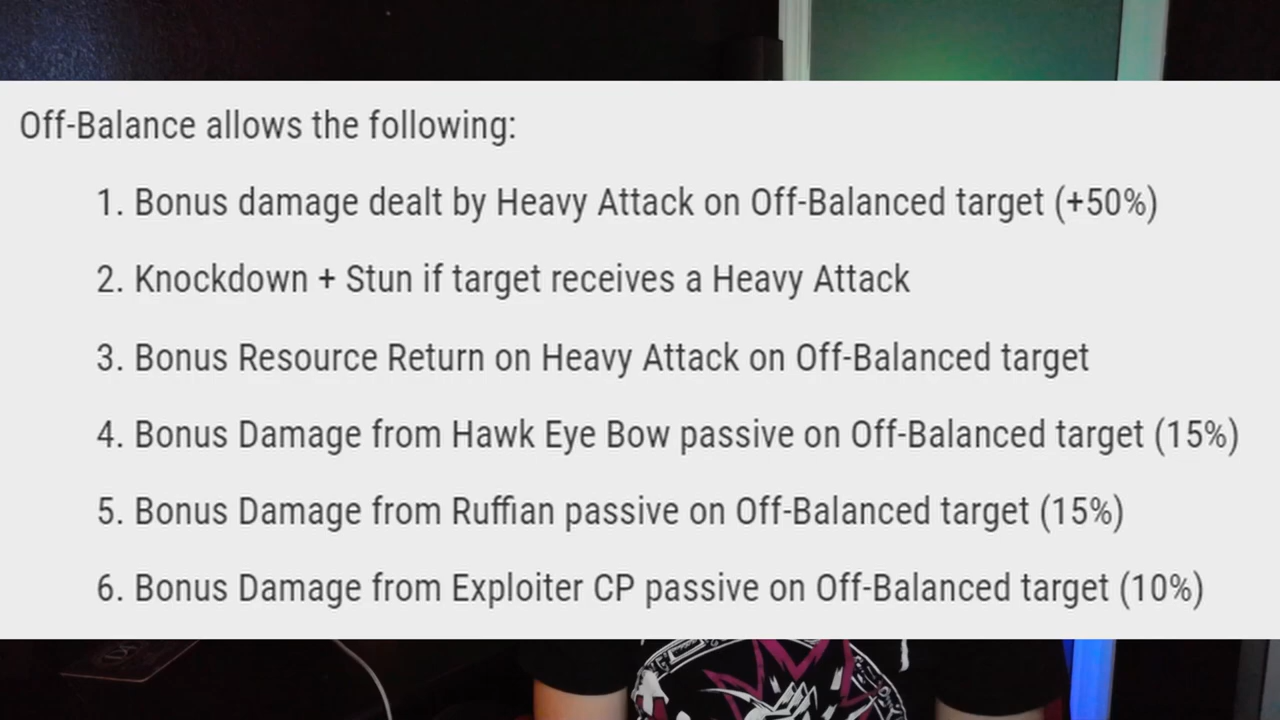 Off-Balance allows the following:
1. Bonus damage dealt by Heavy Attack on Off-Balanced target (+50%)
2. Knockdown + Stun if target receives a Heavy Attack
3. Bonus Resource Return on Heavy Attack on Off-Balanced target
4. Bonus Damage from Hawk Eye Bow passive on Off-Balanced target (15%)
5. Bonus Damage from Ruffian passive on Off-Balanced target (15%)
6. Bonus Damage from Exploiter CP passive on Off-Balanced target (10%)